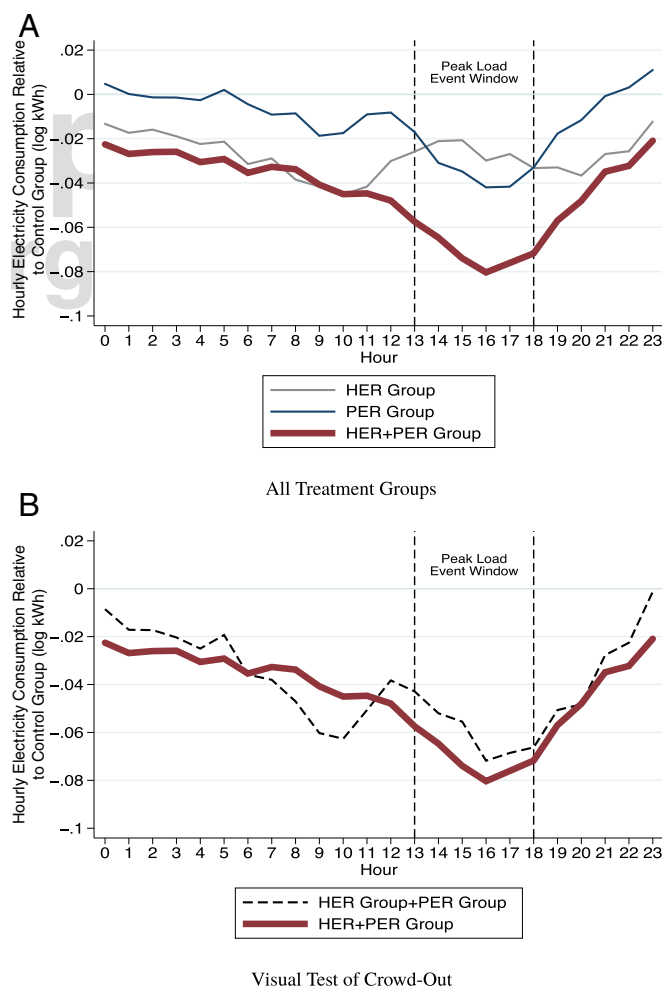 A
Hourly Electricity Consumption Relative
to Control Group (log kWh)
.02
0
−.02
−.04
−.06
−.08
−.1
Peak Load
Event Window
0 1 2 3 4 5 6 7 8 9 10 11 12 13 14 15 16 17 18 19 20 21 22 23
Hour
HER Group
PER Group
HER+PER Group
All Treatment Groups
B
Hourly Electricity Consumption Relative
to Control Group (log kWh)
.02
0
−.02
−.04
−.06
−.08
−.1
Peak Load
Event Window
0 1 2 3 4 5 6 7 8 9 10 11 12 13 14 15 16 17 18 19 20 21 22 23
Hour
HER Group+PER Group
HER+PER Group
Visual Test of Crowd-Out